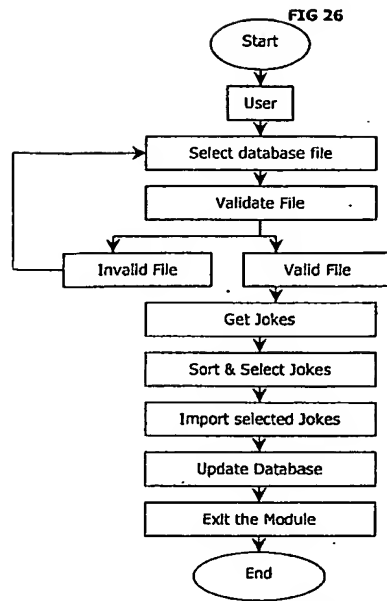 FIG 26
Start
User
Select database file
Validate File
Invalid File
Valid File
Get Jokes
Sort & Select Jokes
Import selected Jokes
Update Database
Exit the Module
End